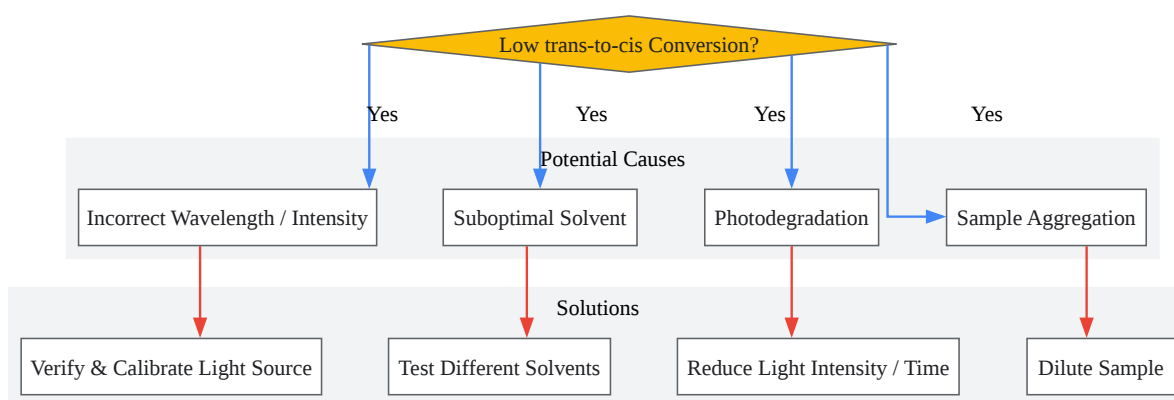 Low trans-to-cis Conversion?
Yes
Yes
Yes
Yes
Potential Causes
Incorrect Wavelength / Intensity
Suboptimal Solvent
Photodegradation
Sample Aggregation
Solutions
Verify & Calibrate Light Source
Test Different Solvents
Reduce Light Intensity / Time
Dilute Sample